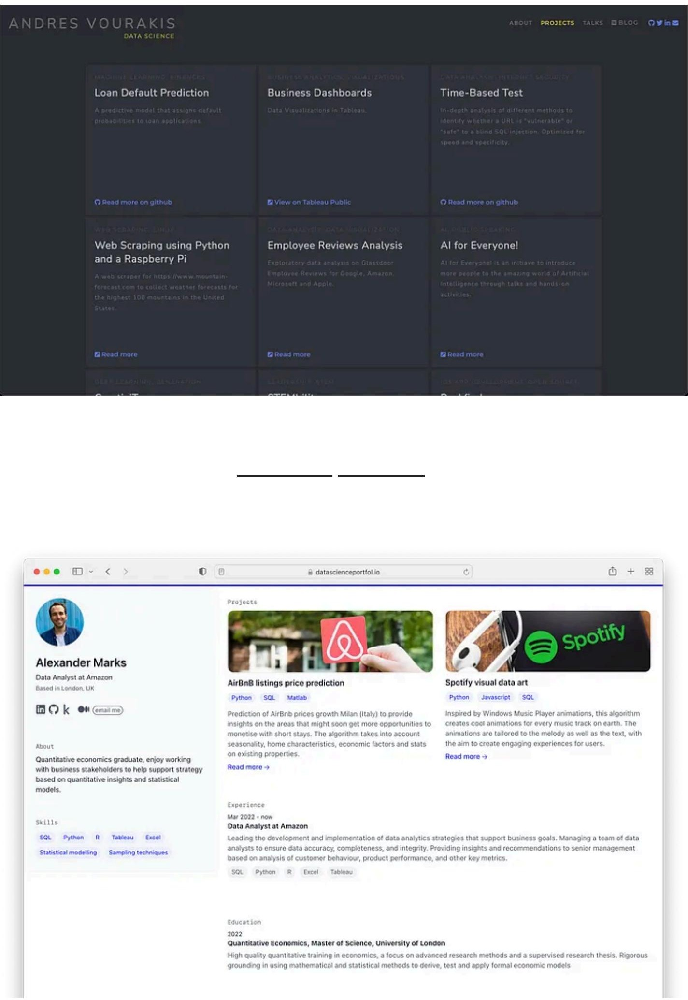 ANDRES VOURAKIS
DATA SCIENCE
ABOUT PROJECTS TALKS BLOG
MACHINE LEARNING, FINANCES
Loan Default Prediction
A predictive model that assigns default
probabilities to loan applications.
Read more on github
BUSINESS ANALYTICS, VISUALIZATIONS
Business Dashboards
Data Visualizations in Tableau.
View on Tableau Public
DATA ANALYSIS, INTERNET SECURITY
Time-Based Test
In-depth analysis of different methods to
identify whether a URL is "vulnerable" or
"safe" to a blind SQL injection. Optimized for
speed and specificity.
Read more on github
WEB SCRAPING, LINUX
Web Scraping using Python
and a Raspberry Pi
A web scraper for https://www.mountain-
forecast.com to collect weather forecasts for
the highest 100 mountains in the United
States.
Read more
DATA ANALYSIS, DATA VISUALIZATION
Employee Reviews Analysis
Exploratory data analysis on Glassdoor
Employee Reviews for Google, Amazon,
Microsoft and Apple.
Read more
AI, PUBLIC SPEAKING
AI for Everyone!
AI for Everyone! is an initiave to introduce
more people to the amazing world of Artificial
Intelligence through talks and hands-on
activities.
Read more
DEEP LEARNING, GENERATION
LEADERSHIP, STEM
IOS APP DEVELOPMENT, OPEN SOURCE
datascienceportfol.io
Alexander Marks
Data Analyst at Amazon
Based in London, UK
in k email me
About
Quantitative economics graduate, enjoy working
with business stakeholders to help support strategy
based on quantitative insights and statistical
models.
Skills
SQL Python R Tableau Excel
Statistical modelling Sampling techniques
Projects
AirBnB listings price prediction
Python SQL Matlab
Prediction of AirBnb prices growth Milan (Italy) to provide
insights on the areas that might soon get more opportunities to
monetise with short stays. The algorithm takes into account
seasonality, home characteristics, economic factors and stats
on existing properties.
Read more →
Spotify
Spotify visual data art
Python Javascript SQL
Inspired by Windows Music Player animations, this algorithm
creates cool animations for every music track on earth. The
animations are tailored to the melody as well as the text, with
the aim to create engaging experiences for users.
Read more →
Experience
Mar 2022 - now
Data Analyst at Amazon
Leading the development and implementation of data analytics strategies that support business goals. Managing a team of data
analysts to ensure data accuracy, completeness, and integrity. Providing insights and recommendations to senior management
based on analysis of customer behaviour, product performance, and other key metrics.
SQL Python R Excel Tableau
Education
2022
Quantitative Economics, Master of Science, University of London
High quality quantitative training in economics, a focus on advanced research methods and a supervised research thesis. Rigorous
grounding in using mathematical and statistical methods to derive, test and apply formal economic models